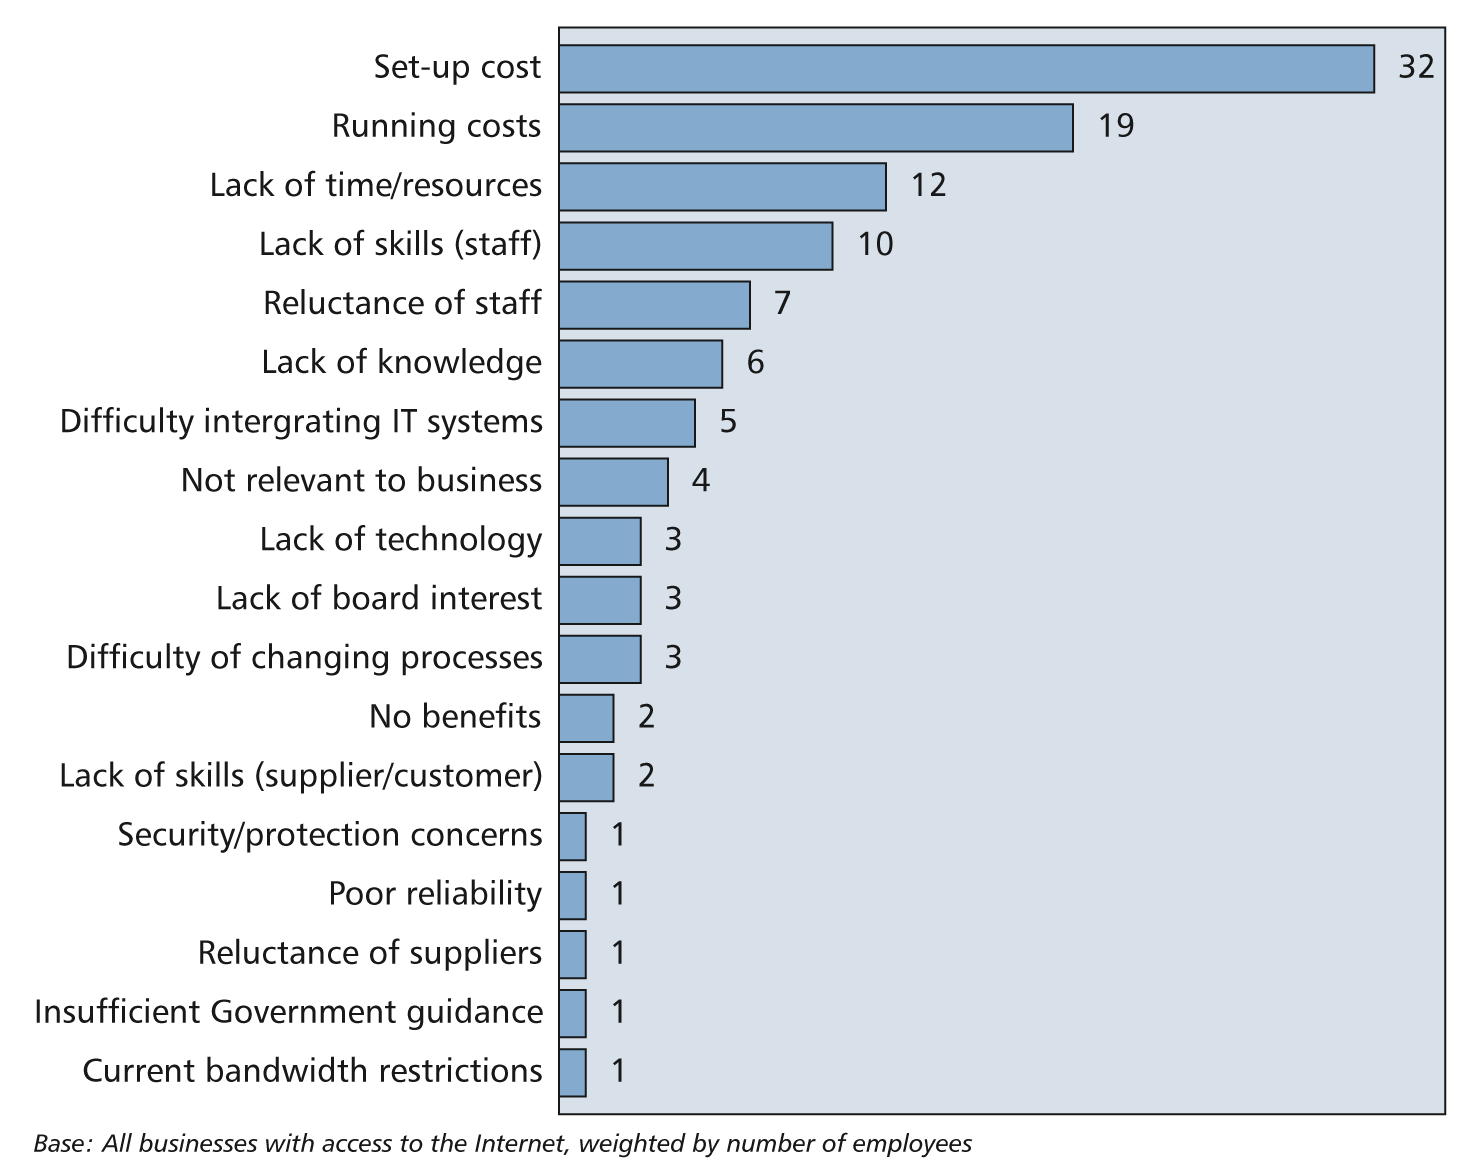 Set-up cost 32
Running costs 19
Lack of time/resources 12
Lack of skills (staff) 10
Reluctance of staff 7
Lack of knowledge 6
Difficulty intergrating IT systems 5
Not relevant to business 4
Lack of technology 3
Lack of board interest 3
Difficulty of changing processes 3
No benefits 2
Lack of skills (supplier/customer) 2
Security/protection concerns 1
Poor reliability 1
Reluctance of suppliers 1
Insufficient Government guidance 1
Current bandwidth restrictions 1
Base: All businesses with access to the Internet, weighted by number of employees